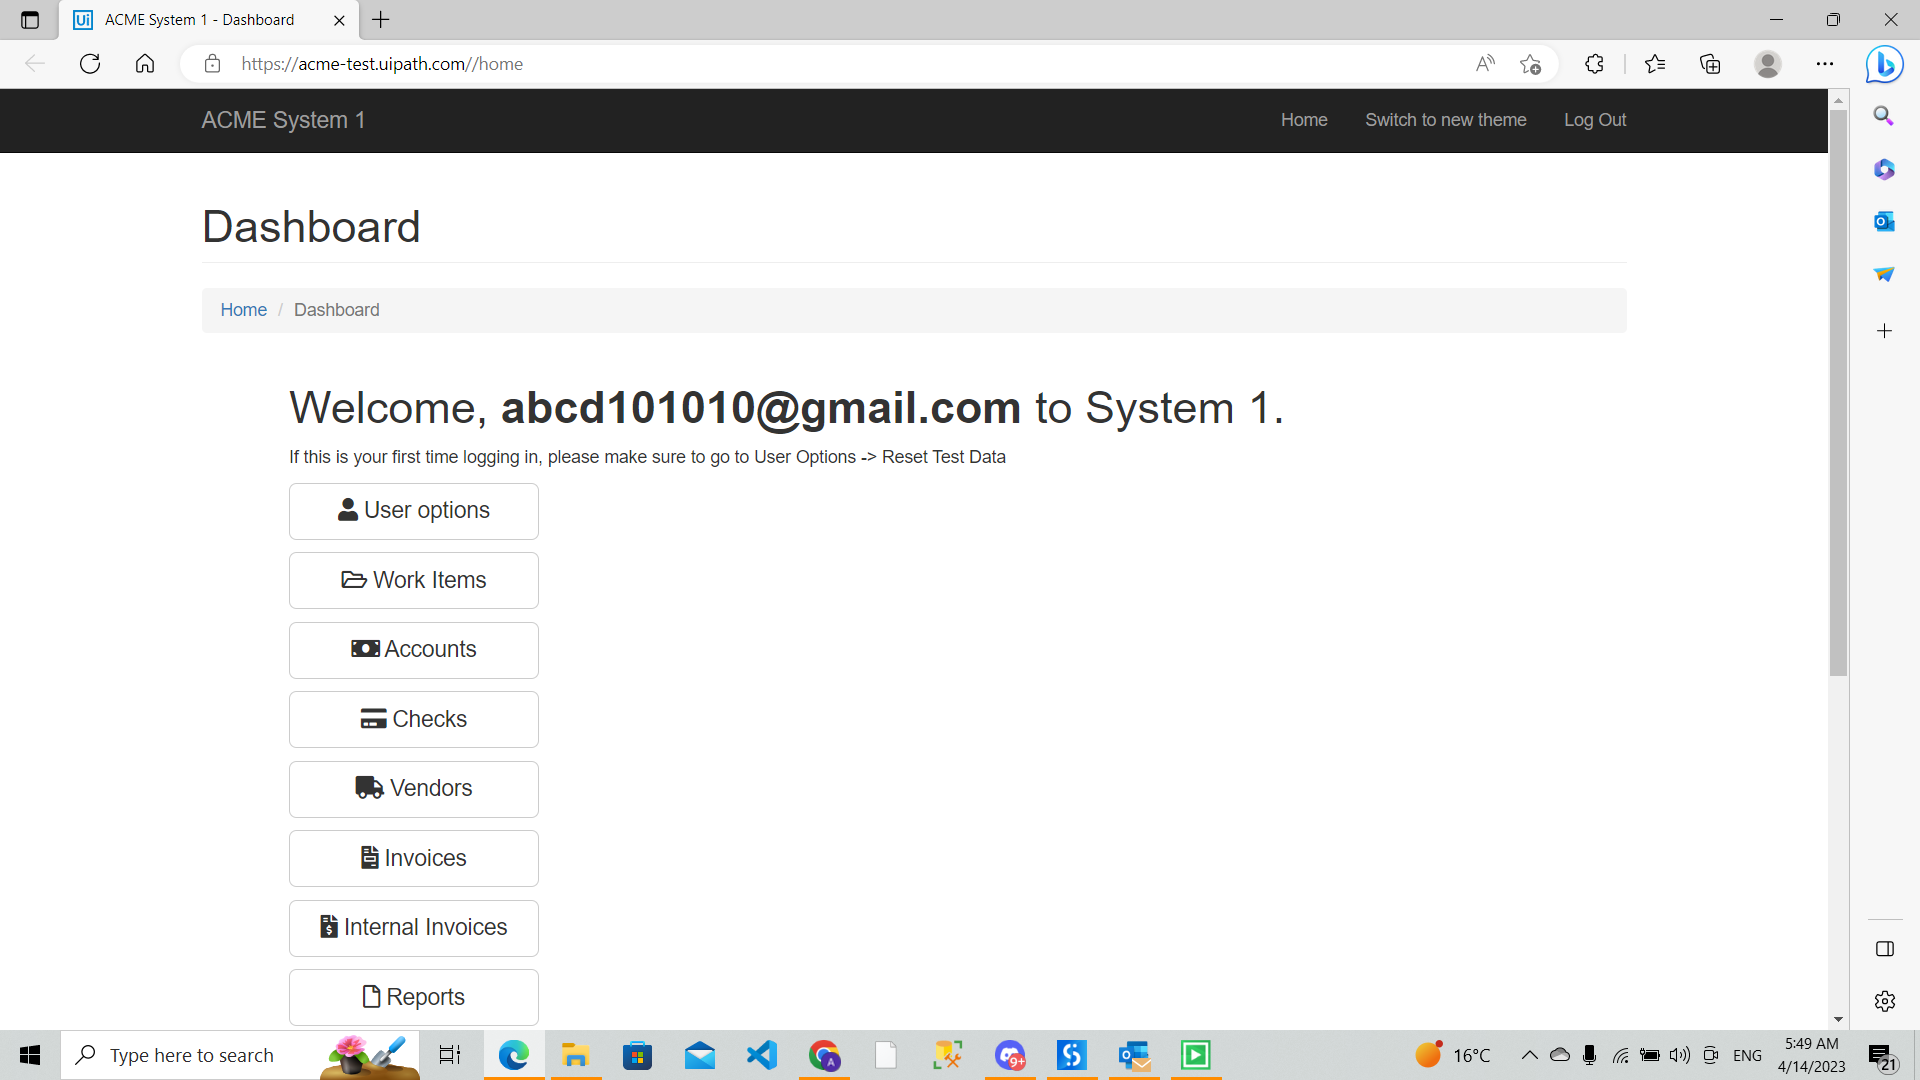 Ui ACME System 1 - Dashboard
https://acme-test.uipath.com//home
ACME System 1 Home Switch to new theme Log Out
Dashboard
Home / Dashboard
Welcome, abcd101010@gmail.com to System 1.
If this is your first time logging in, please make sure to go to User Options -> Reset Test Data
User options
Work Items
Accounts
Checks
Vendors
Invoices
Internal Invoices
Reports
Type here to search
A
9+
16°C
ENG
5:49 AM
4/14/2023
21